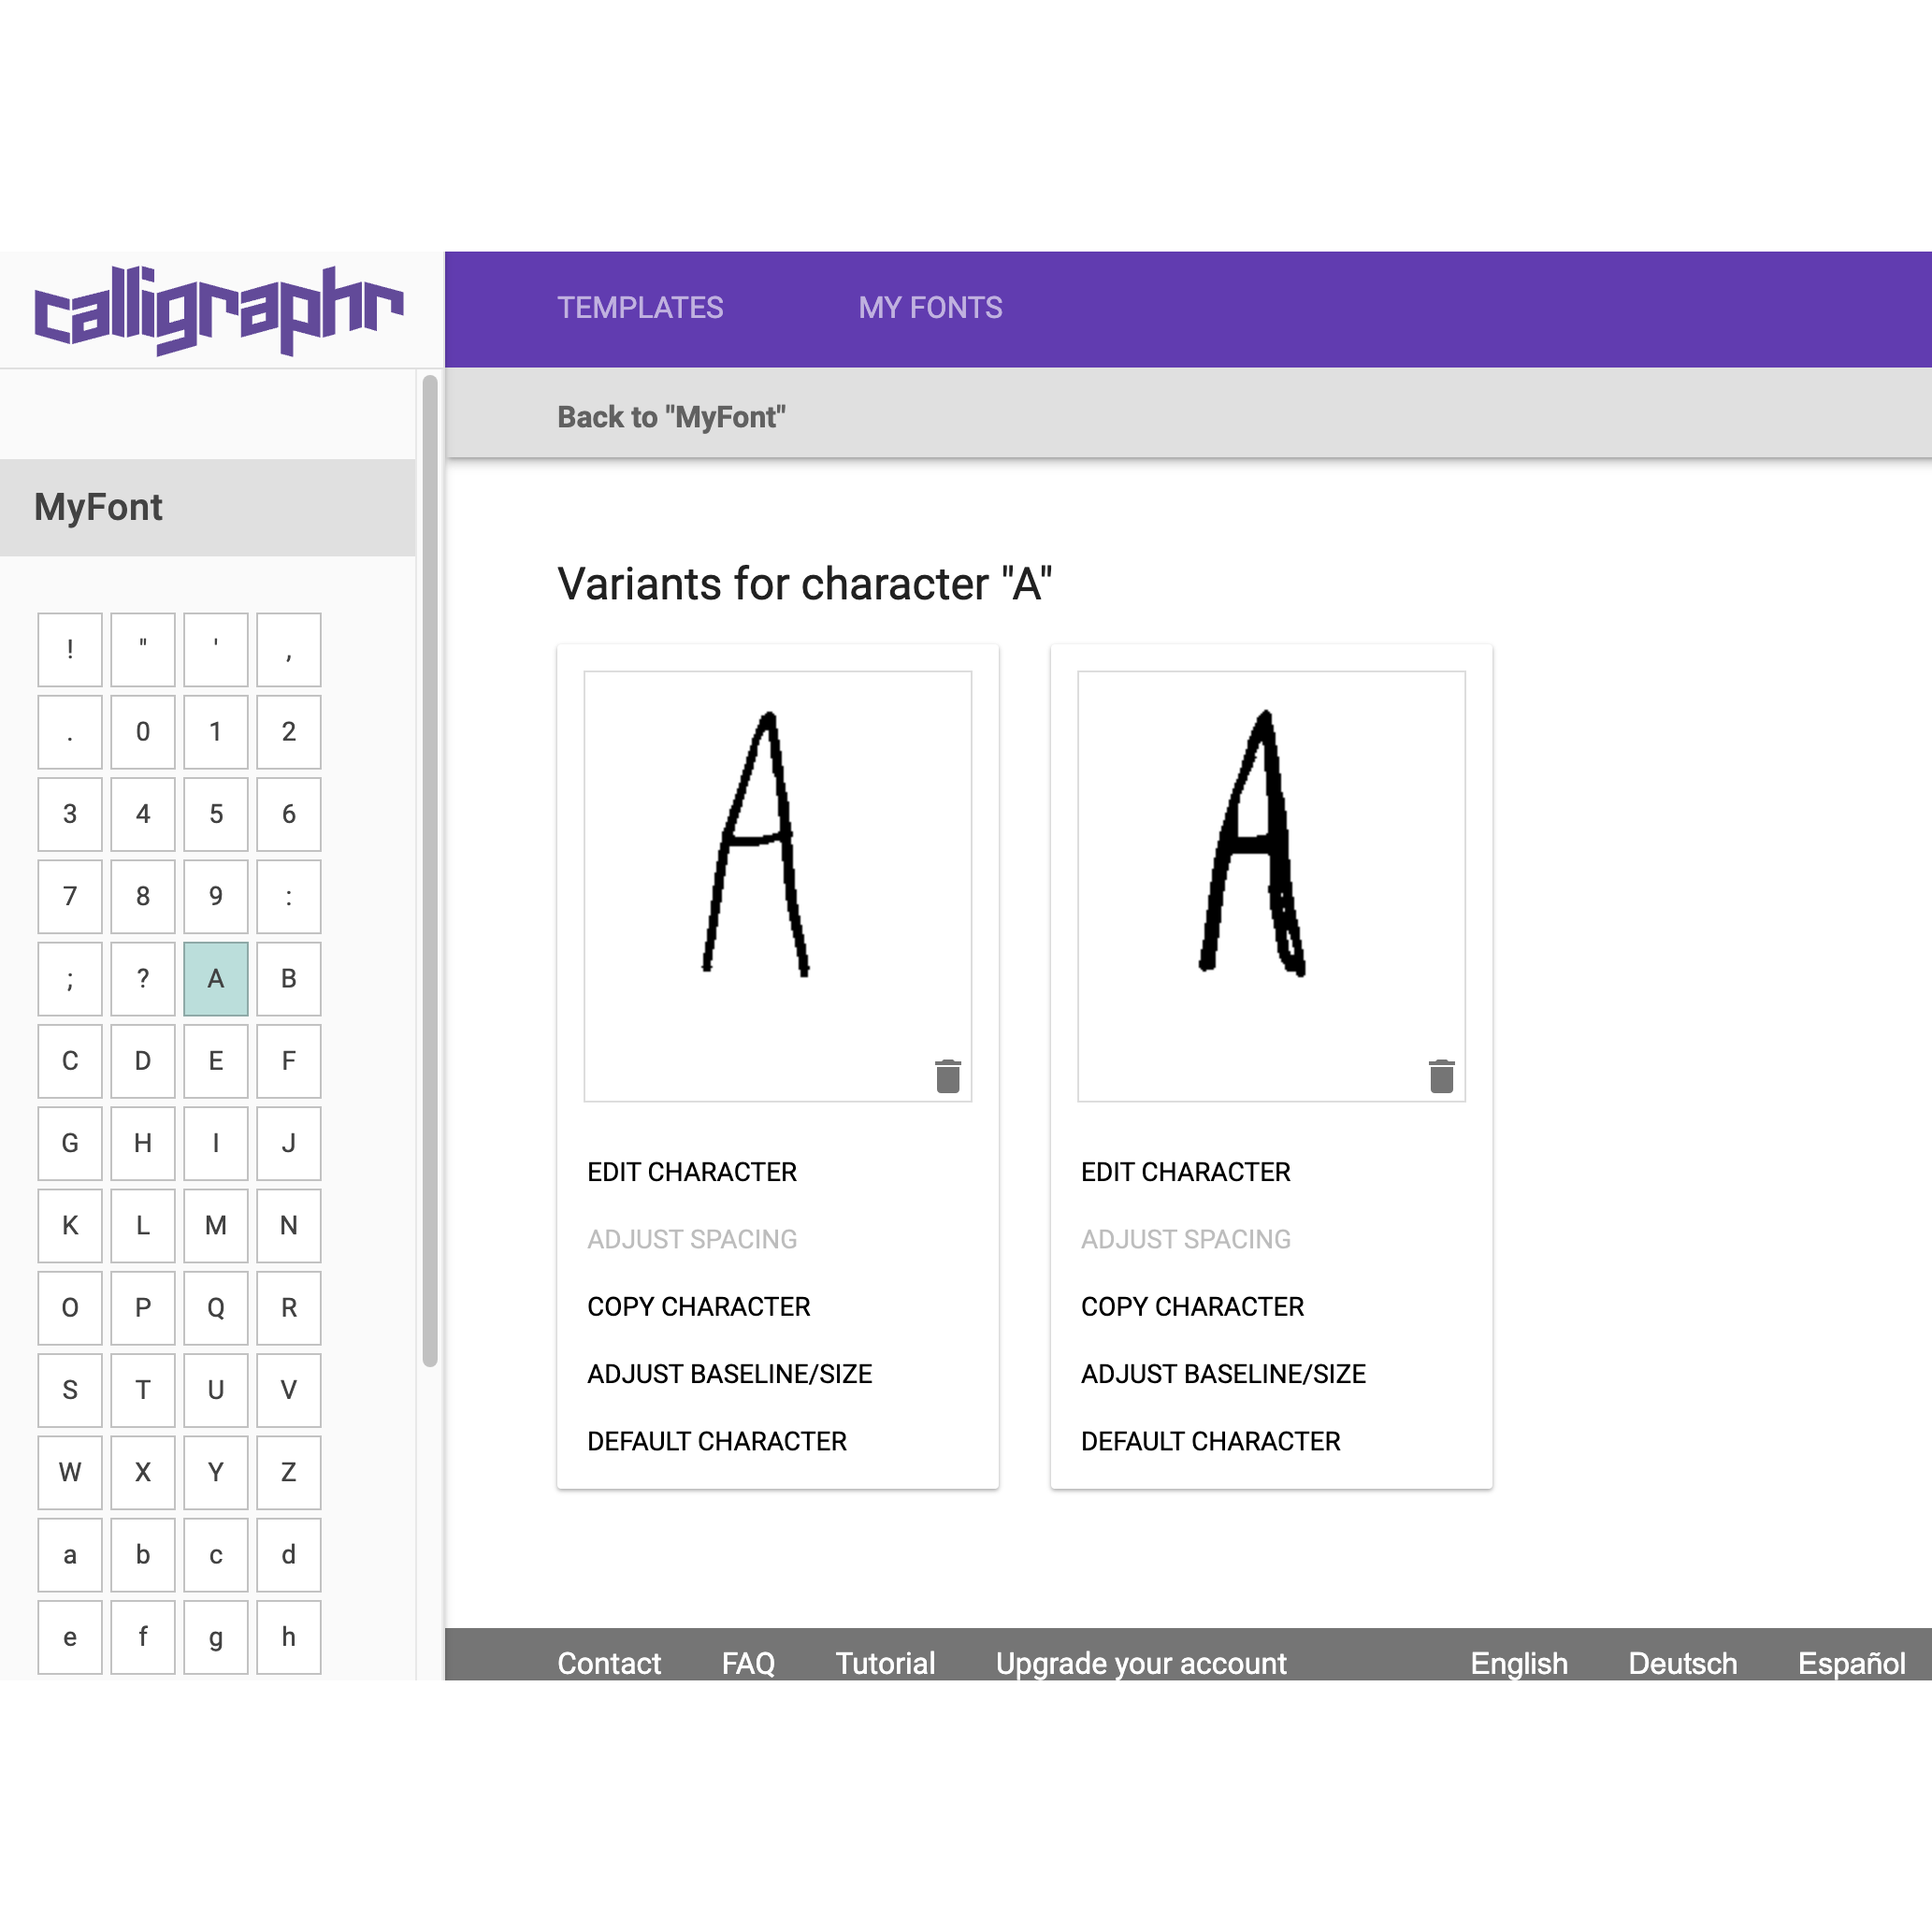 calligraphr
TEMPLATES MY FONTS
Back to "MyFont"
MyFont
! " ' ,
. 0 1 2
3 4 5 6
7 8 9 :
; ? A B
C D E F
G H I J
K L M N
O P Q R
S T U V
W X Y Z
a b c d
e f g h
Variants for character "A"
A A
EDIT CHARACTER EDIT CHARACTER
ADJUST SPACING ADJUST SPACING
COPY CHARACTER COPY CHARACTER
ADJUST BASELINE/SIZE ADJUST BASELINE/SIZE
DEFAULT CHARACTER DEFAULT CHARACTER
Contact FAQ Tutorial Upgrade your account English Deutsch Español